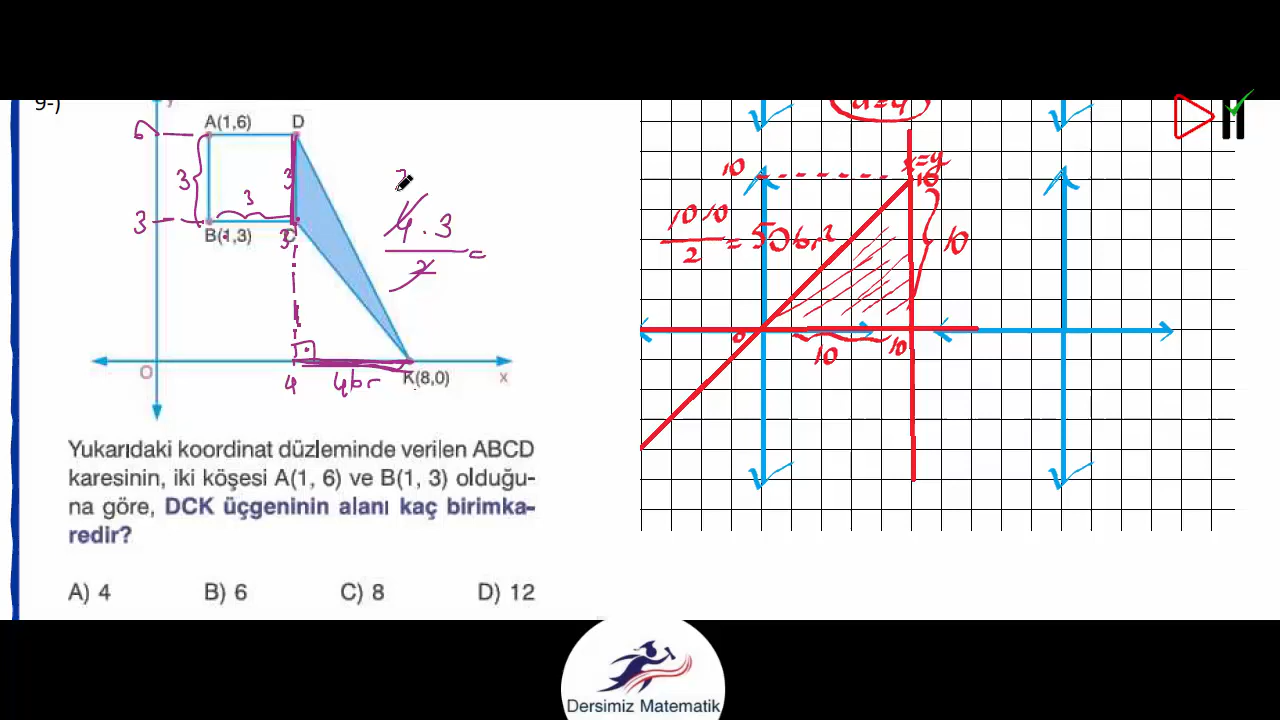 9-)
A(1,6)
D
6
3
3
3
3
B(1,3)
C
3
4.3
2
=
O
4
4br
K(8,0)
x
Yukarıdaki koordinat düzleminde verilen ABCD
karesinin, iki köşesi A(1, 6) ve B(1, 3) olduğu-
na göre, DCK üçgeninin alanı kaç birimka-
redir?
A) 4
B) 6
C) 8
D) 12
10
10
10 10
2
= 50br²
10
0
10
10
Dersimiz Matematik